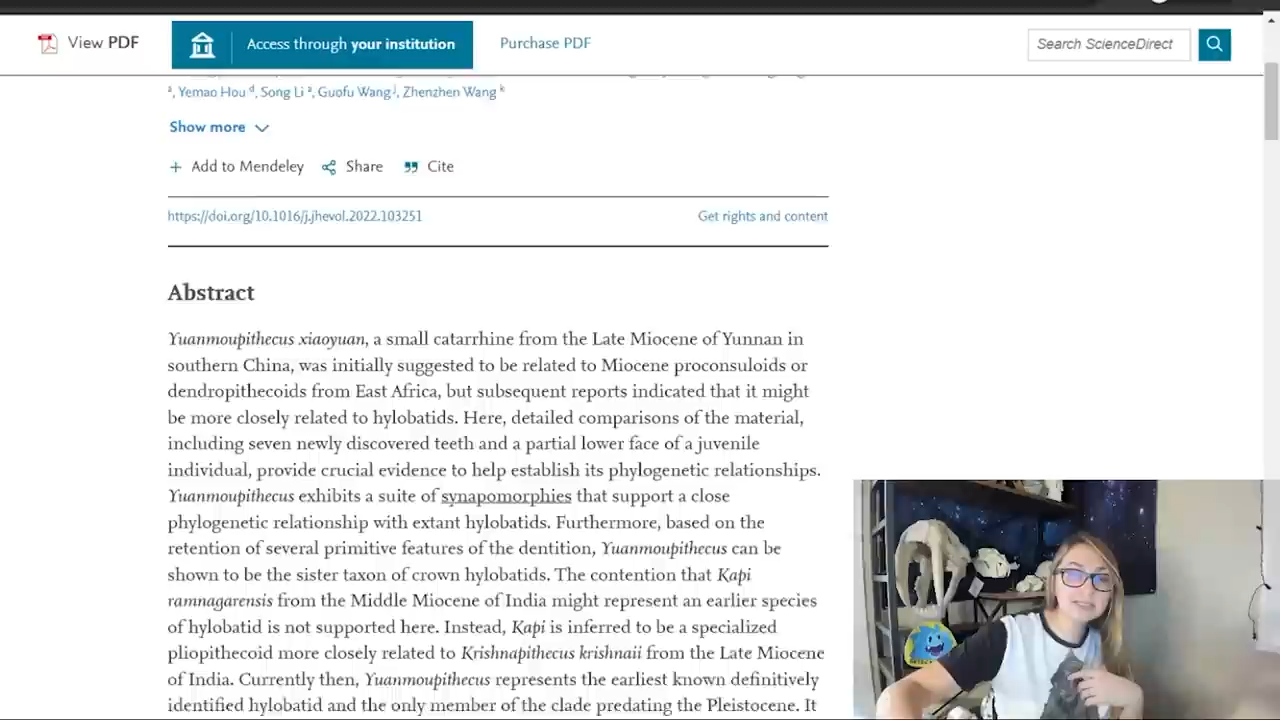 View PDF
Access through your institution
Purchase PDF
Search ScienceDirect
a, Yemao Hou d, Song Li a, Guofu Wang j, Zhenzhen Wang k
Show more
Add to Mendeley
Share
Cite
https://doi.org/10.1016/j.jhevol.2022.103251
Get rights and content
Abstract
Yuanmoupithecus xiaoyuan, a small catarrhine from the Late Miocene of Yunnan in
southern China, was initially suggested to be related to Miocene proconsuloids or
dendropithecoids from East Africa, but subsequent reports indicated that it might
be more closely related to hylobatids. Here, detailed comparisons of the material,
including seven newly discovered teeth and a partial lower face of a juvenile
individual, provide crucial evidence to help establish its phylogenetic relationships.
Yuanmoupithecus exhibits a suite of synapomorphies that support a close
phylogenetic relationship with extant hylobatids. Furthermore, based on the
retention of several primitive features of the dentition, Yuanmoupithecus can be
shown to be the sister taxon of crown hylobatids. The contention that Kapi
ramnagarensis from the Middle Miocene of India might represent an earlier species
of hylobatid is not supported here. Instead, Kapi is inferred to be a specialized
pliopithecoid more closely related to Krishnapithecus krishnaii from the Late Miocene
of India. Currently then, Yuanmoupithecus represents the earliest known definitively
identified hylobatid and the only member of the clade predating the Pleistocene. It